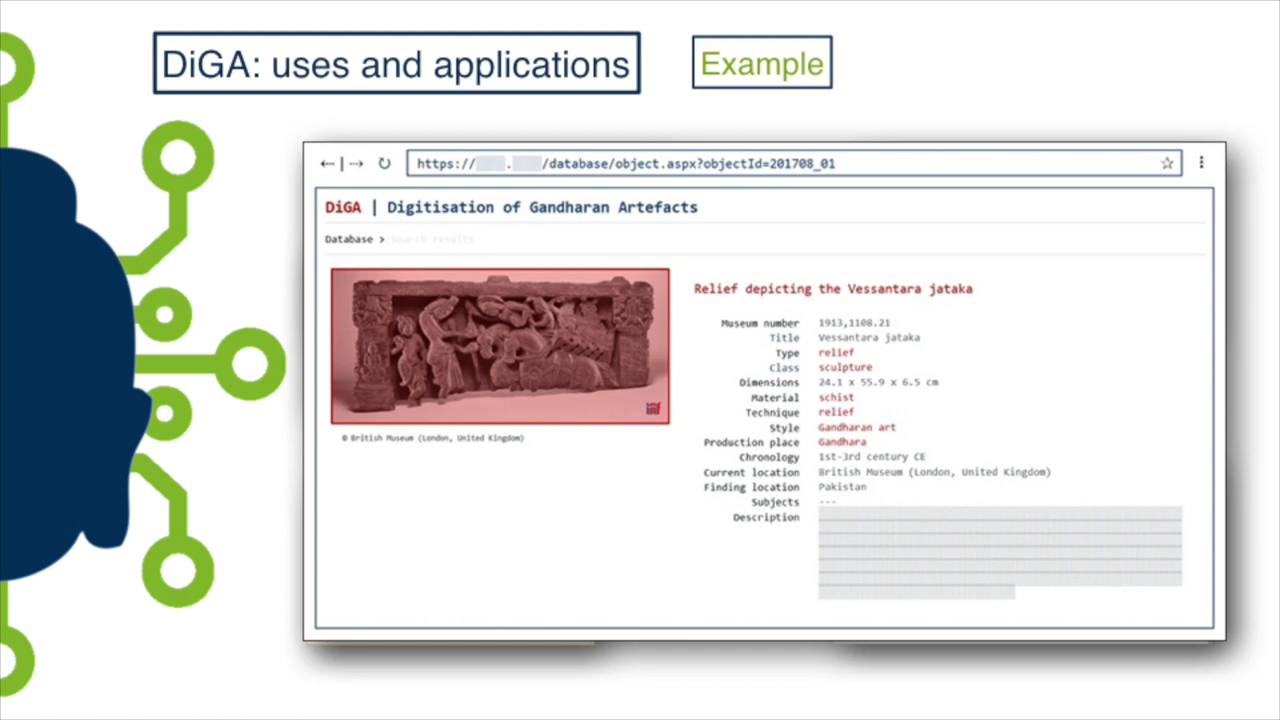 DiGA: uses and applications
Example
https:// . /database/object.aspx?objectId=201708_01
DiGA | Digitisation of Gandharan Artefacts
Database > Search results
Relief depicting the Vessantara jataka
Museum number 1913,1108.21
Title Vessantara jataka
Type relief
Class sculpture
Dimensions 24.1 x 55.9 x 6.5 cm
Material schist
Technique relief
Style Gandharan art
Production place Gandhara
Chronology 1st-3rd century CE
Current location British Museum (London, United Kingdom)
Finding location Pakistan
Subjects ---
Description
© British Museum (London, United Kingdom)